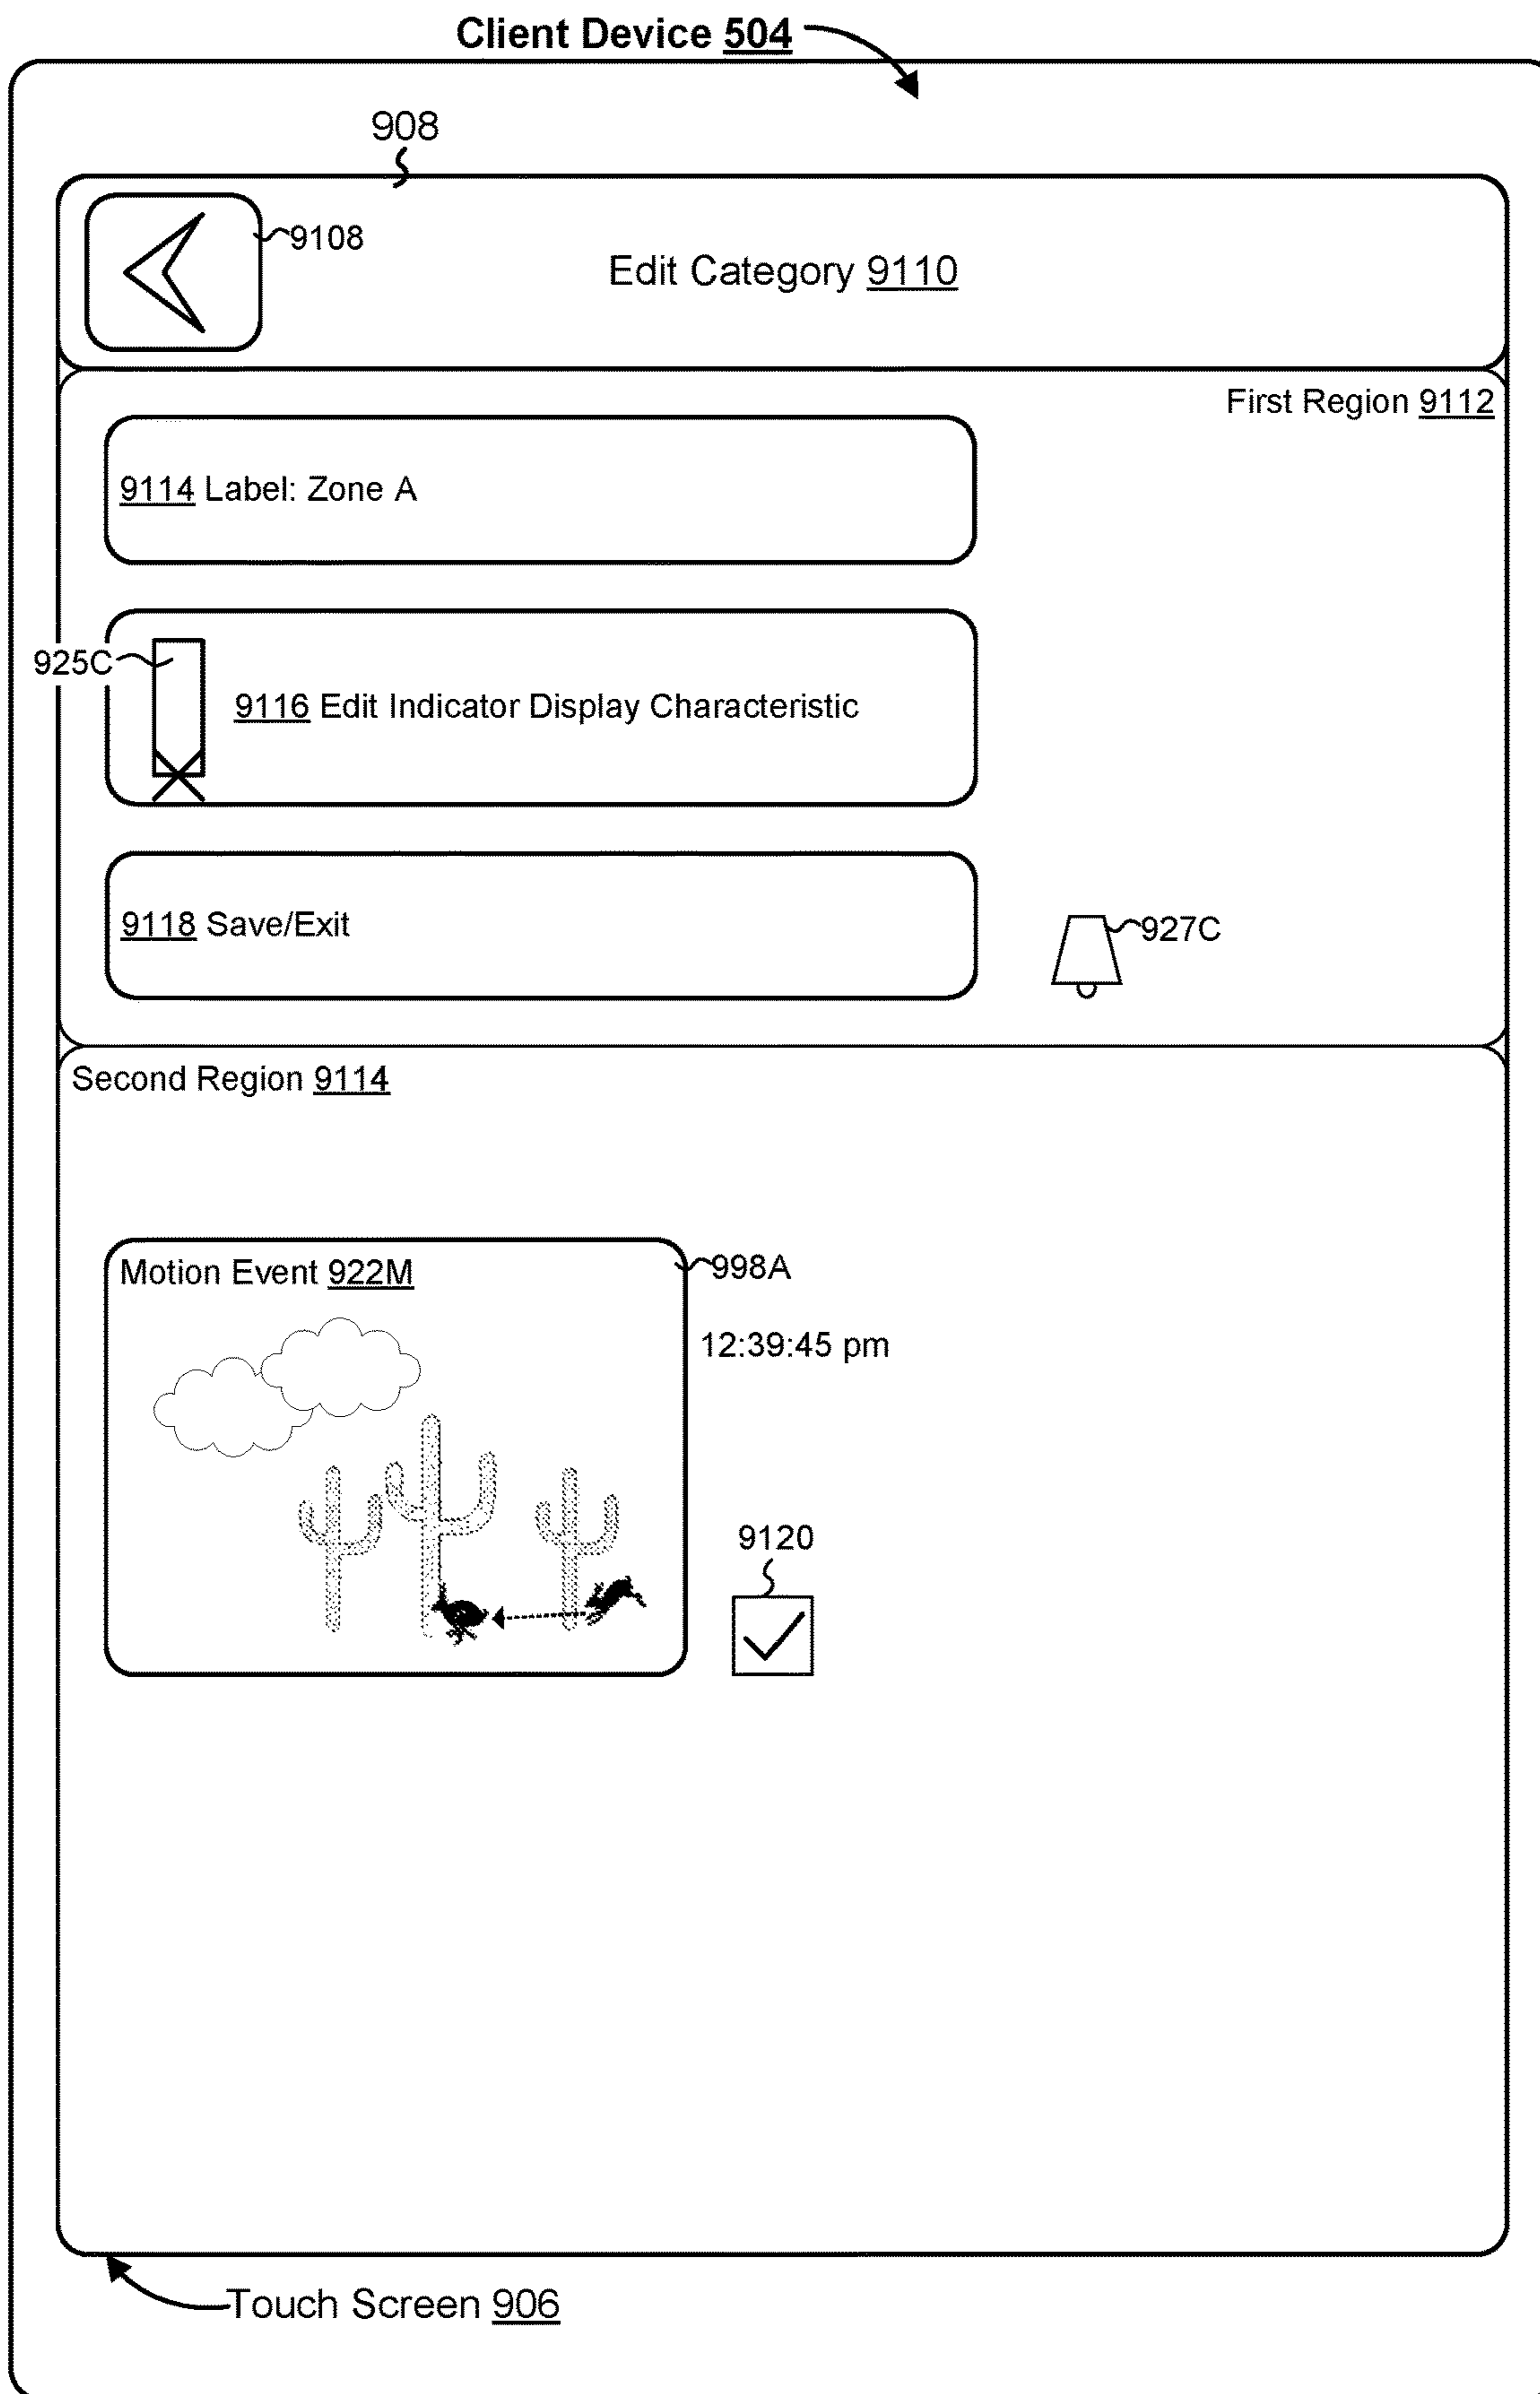 Client Device 504
908
9108
Edit Category 9110
First Region 9112
9114 Label: Zone A
925C
9116 Edit Indicator Display Characteristic
9118 Save/Exit
927C
Second Region 9114
Motion Event 922M
998A
12:39:45 pm
9120
Touch Screen 906